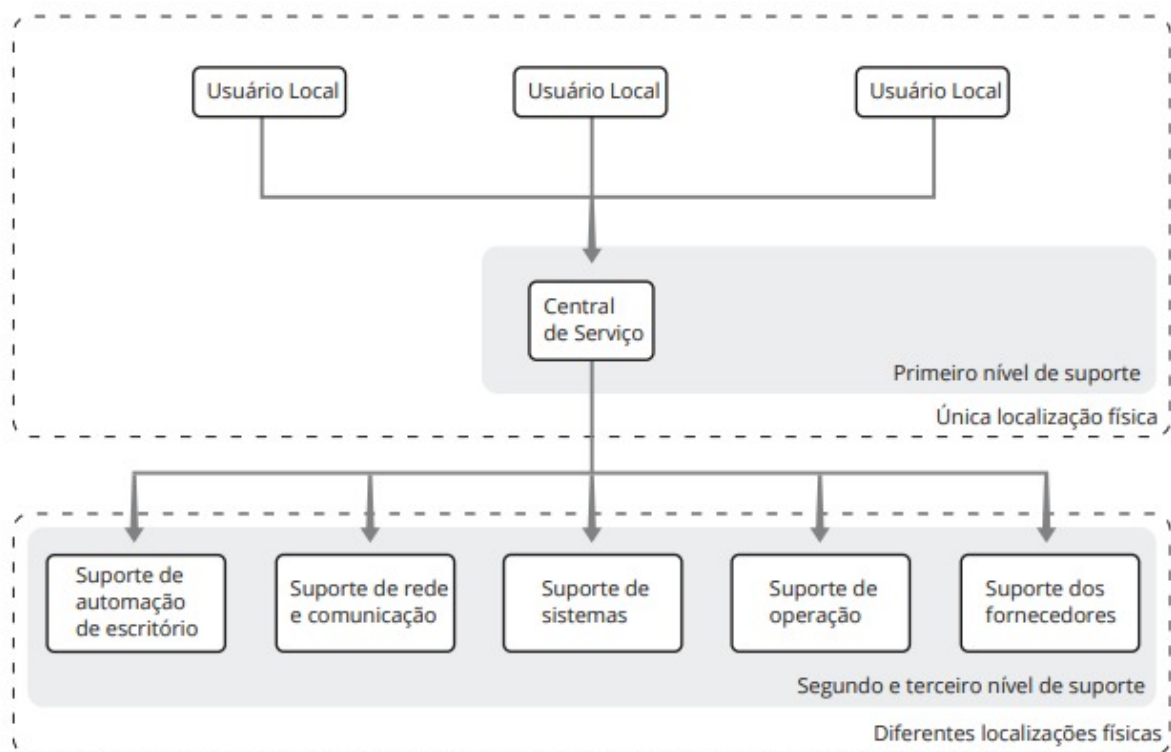 Usuário Local
Usuário Local
Usuário Local
Central
de Serviço
Primeiro nível de suporte
Única localização física
Suporte de
automação
de escritório
Suporte de rede
e comunicação
Suporte de
sistemas
Suporte de
operação
Suporte dos
fornecedores
Segundo e terceiro nível de suporte
Diferentes localizações físicas